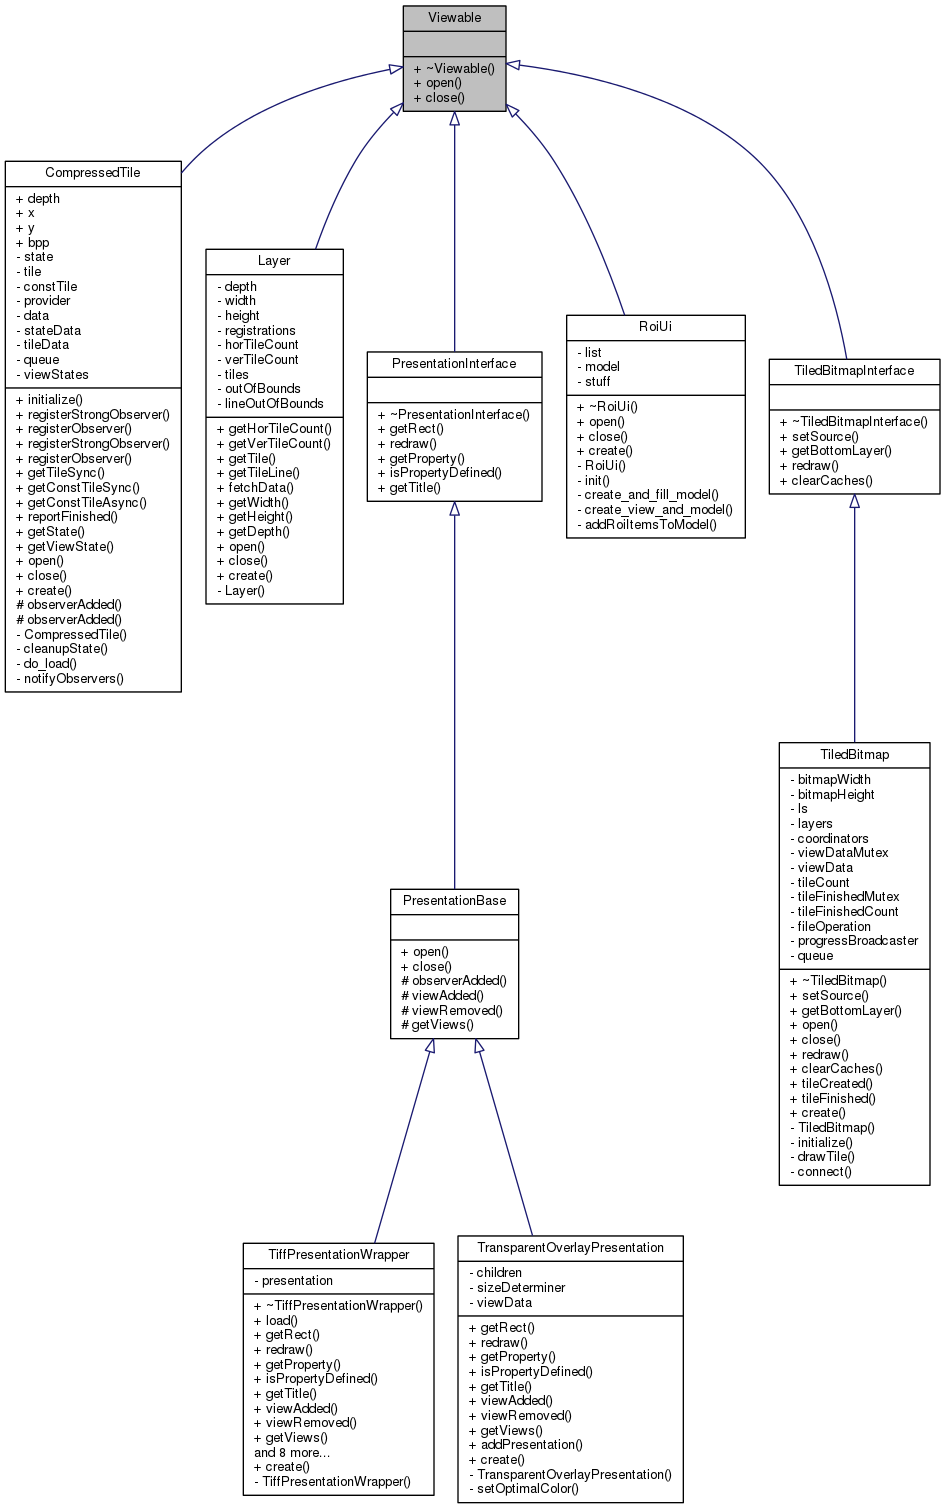 Viewable
+ ~Viewable()
+ open()
+ close()
CompressedTile
+ depth
+ x
+ y
+ bpp
- state
- tile
- constTile
- provider
- data
- stateData
- tileData
- queue
- viewStates
+ initialize()
+ registerStrongObserver()
+ registerObserver()
+ registerStrongObserver()
+ registerObserver()
+ getTileSync()
+ getConstTileSync()
+ getConstTileAsync()
+ reportFinished()
+ getState()
+ getViewState()
+ open()
+ close()
+ create()
# observerAdded()
# observerAdded()
- CompressedTile()
- cleanupState()
- do_load()
- notifyObservers()
Layer
- depth
- width
- height
- registrations
- horTileCount
- verTileCount
- tiles
- outOfBounds
- lineOutOfBounds
+ getHorTileCount()
+ getVerTileCount()
+ getTile()
+ getTileLine()
+ fetchData()
+ getWidth()
+ getHeight()
+ getDepth()
+ open()
+ close()
+ create()
- Layer()
PresentationInterface
+ ~PresentationInterface()
+ getRect()
+ redraw()
+ getProperty()
+ isPropertyDefined()
+ getTitle()
RoiUi
- list
- model
- stuff
+ ~RoiUi()
+ open()
+ close()
+ create()
- RoiUi()
- init()
- create_and_fill_model()
- create_view_and_model()
- addRoiItemsToModel()
TiledBitmapInterface
+ ~TiledBitmapInterface()
+ setSource()
+ getBottomLayer()
+ redraw()
+ clearCaches()
TiledBitmap
- bitmapWidth
- bitmapHeight
- ls
- layers
- coordinators
- viewDataMutex
- viewData
- tileCount
- tileFinishedMutex
- tileFinishedCount
- fileOperation
- progressBroadcaster
- queue
+ ~TiledBitmap()
+ setSource()
+ getBottomLayer()
+ open()
+ close()
+ redraw()
+ clearCaches()
+ tileCreated()
+ tileFinished()
+ create()
- TiledBitmap()
- initialize()
- drawTile()
- connect()
PresentationBase
+ open()
+ close()
# observerAdded()
# viewAdded()
# viewRemoved()
# getViews()
TiffPresentationWrapper
- presentation
+ ~TiffPresentationWrapper()
+ load()
+ getRect()
+ redraw()
+ getProperty()
+ isPropertyDefined()
+ getTitle()
+ viewAdded()
+ viewRemoved()
+ getViews()
and 8 more...
+ create()
- TiffPresentationWrapper()
TransparentOverlayPresentation
- children
- sizeDeterminer
- viewData
+ getRect()
+ redraw()
+ getProperty()
+ isPropertyDefined()
+ getTitle()
+ viewAdded()
+ viewRemoved()
+ getViews()
+ addPresentation()
+ create()
- TransparentOverlayPresentation()
- setOptimalColor()